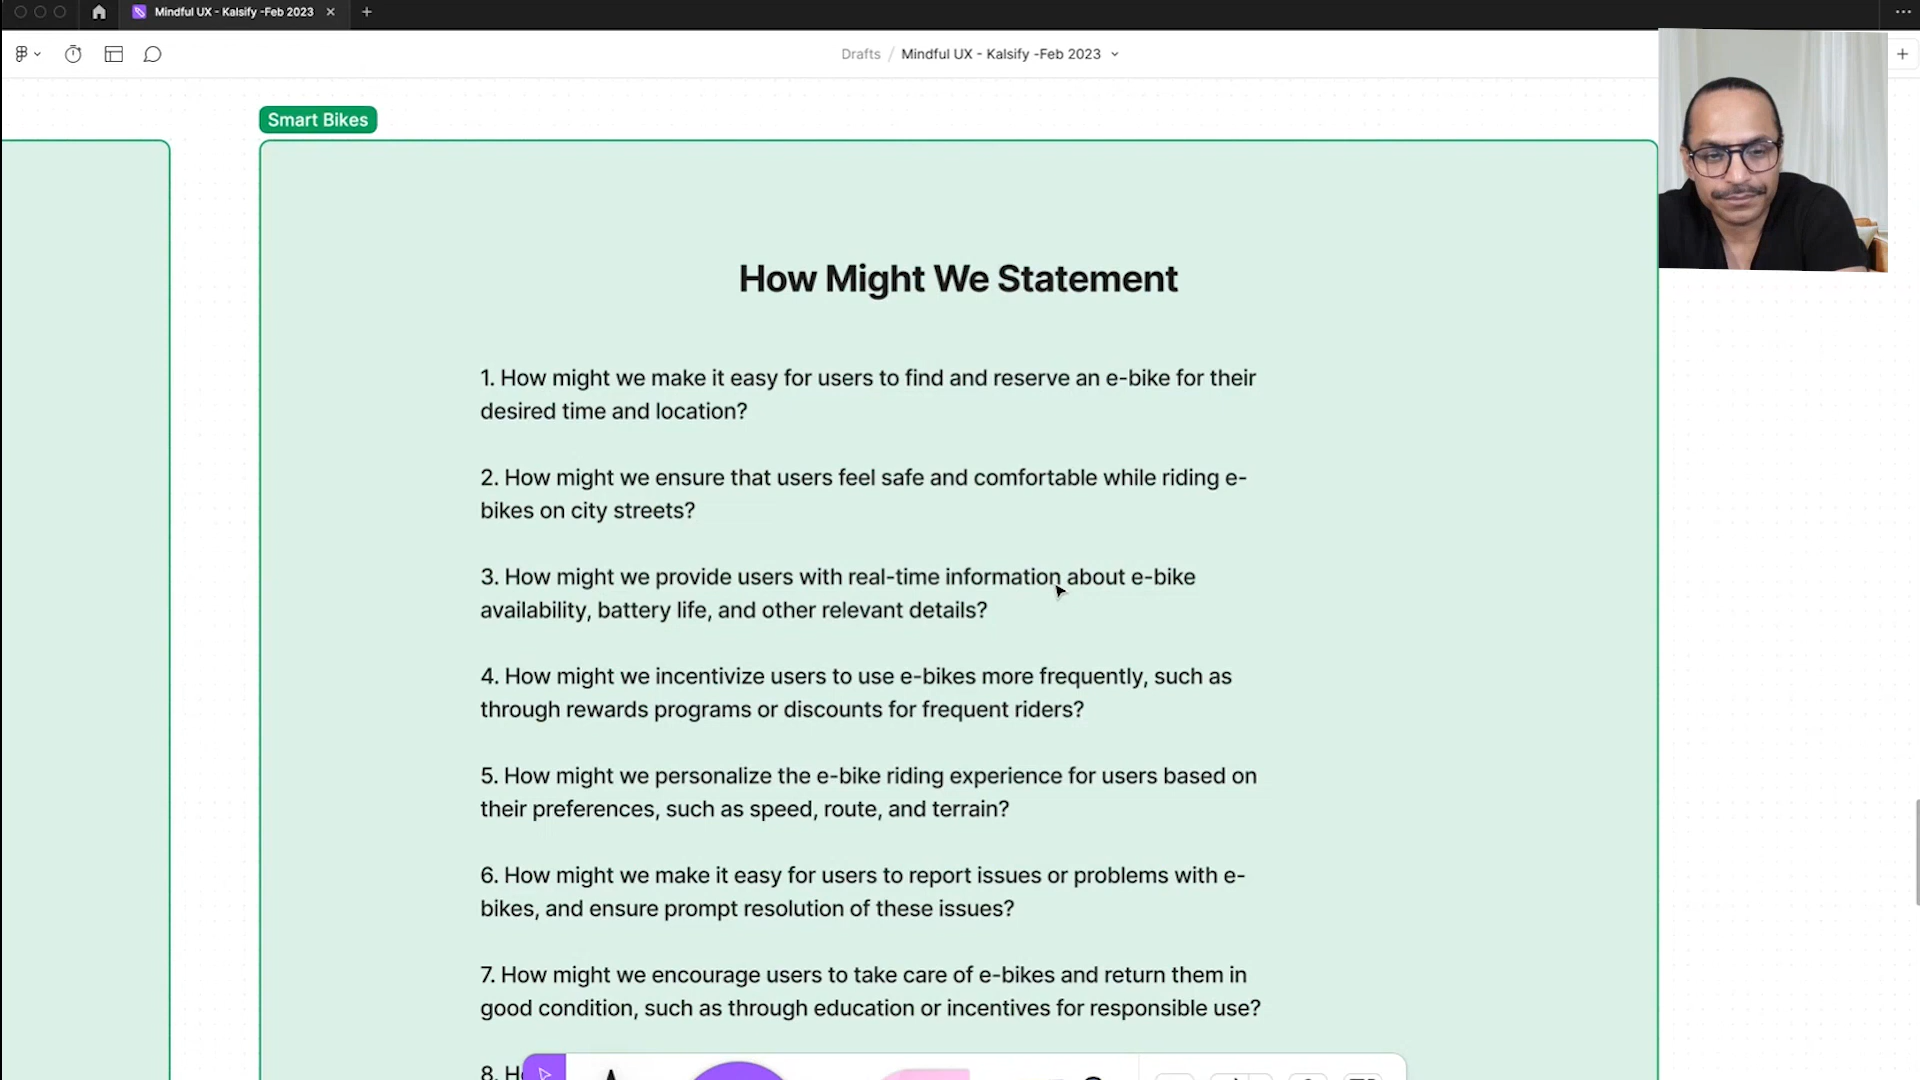 Mindful UX - Kalsify -Feb 2023
Drafts / Mindful UX - Kalsify -Feb 2023
Smart Bikes
How Might We Statement
1. How might we make it easy for users to find and reserve an e-bike for their
desired time and location?
2. How might we ensure that users feel safe and comfortable while riding e-
bikes on city streets?
3. How might we provide users with real-time information about e-bike
availability, battery life, and other relevant details?
4. How might we incentivize users to use e-bikes more frequently, such as
through rewards programs or discounts for frequent riders?
5. How might we personalize the e-bike riding experience for users based on
their preferences, such as speed, route, and terrain?
6. How might we make it easy for users to report issues or problems with e-
bikes, and ensure prompt resolution of these issues?
7. How might we encourage users to take care of e-bikes and return them in
good condition, such as through education or incentives for responsible use?
8.